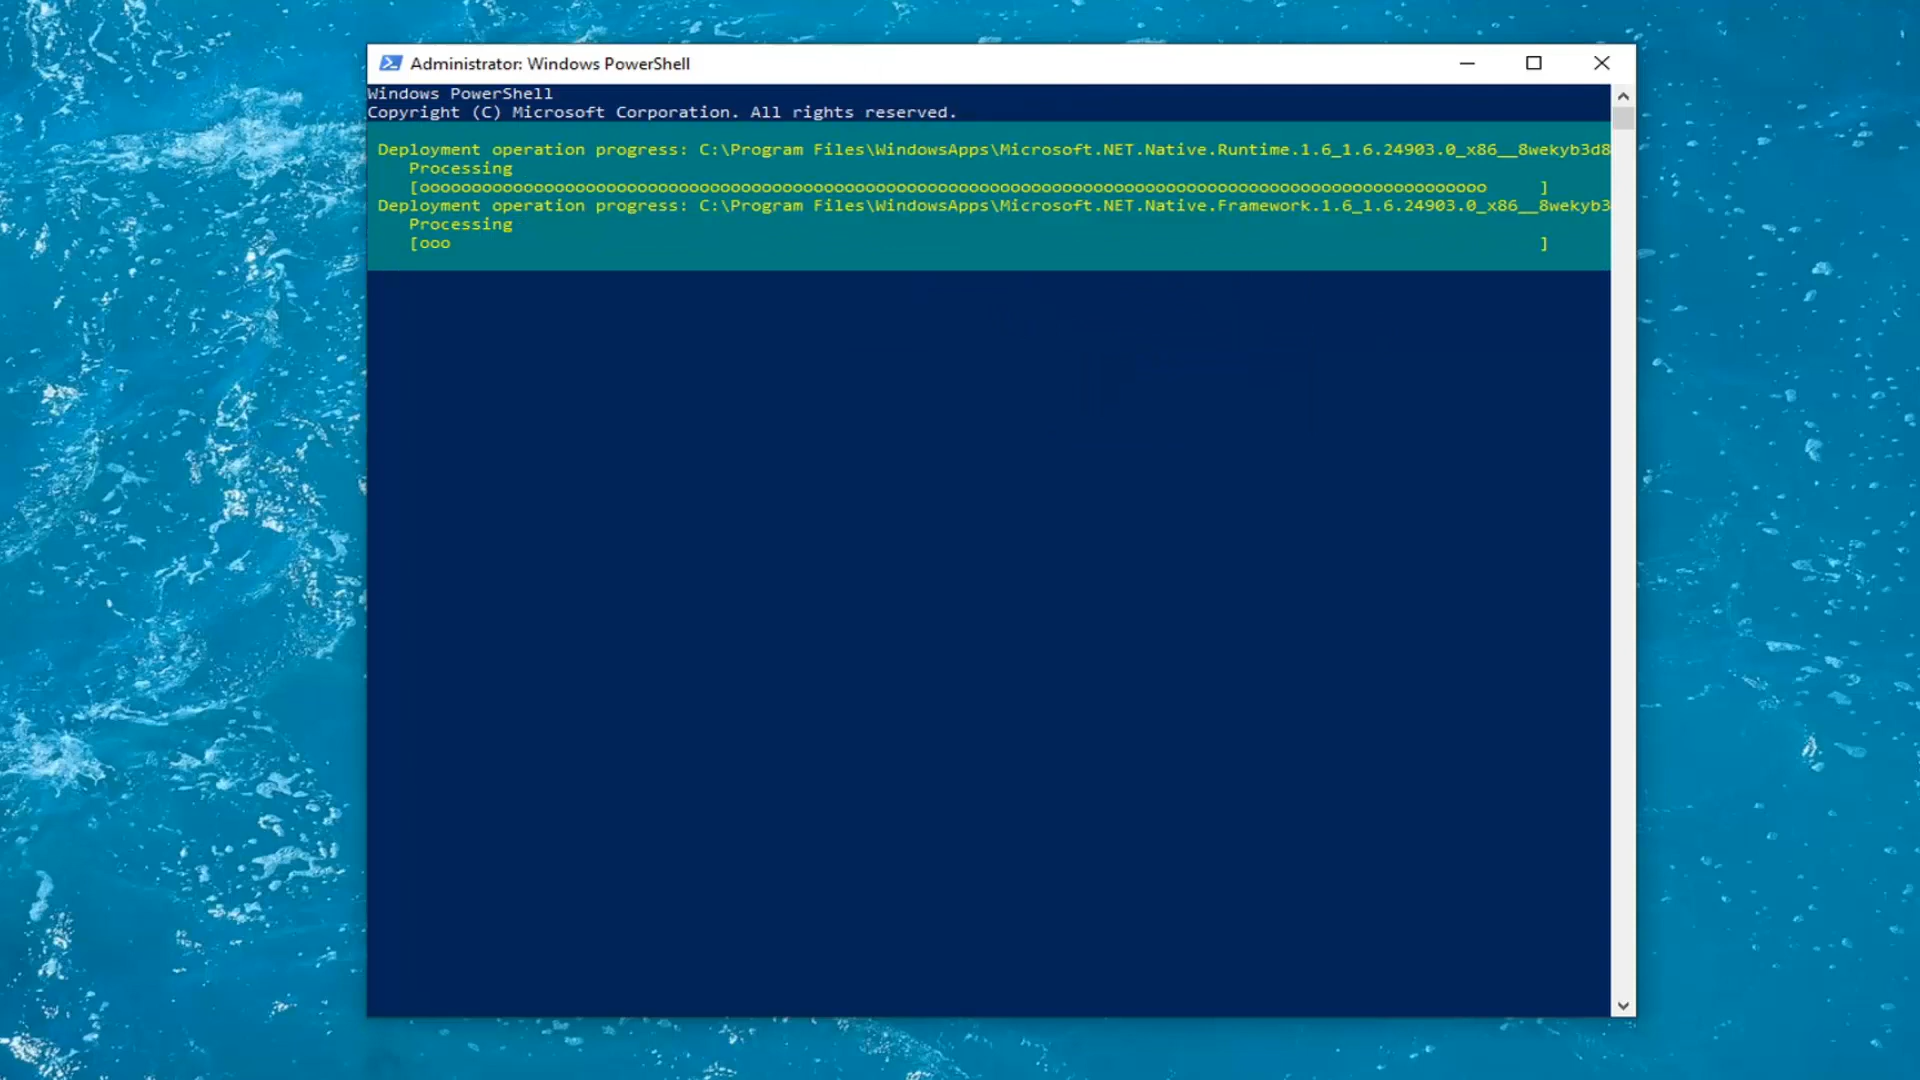 Administrator: Windows PowerShell
Windows PowerShell
Copyright (C) Microsoft Corporation. All rights reserved.
Deployment operation progress: C:\Program Files\WindowsApps\Microsoft.NET.Native.Runtime.1.6_1.6.24903.0_x86__8wekyb3d8
Processing
[ooooooooooooooooooooooooooooooooooooooooooooooooooooooooooooooooooooooooooooooooooooooooooooooooooooooo     ]
Deployment operation progress: C:\Program Files\WindowsApps\Microsoft.NET.Native.Framework.1.6_1.6.24903.0_x86__8wekyb3
Processing
[ooo                                                                                                         ]